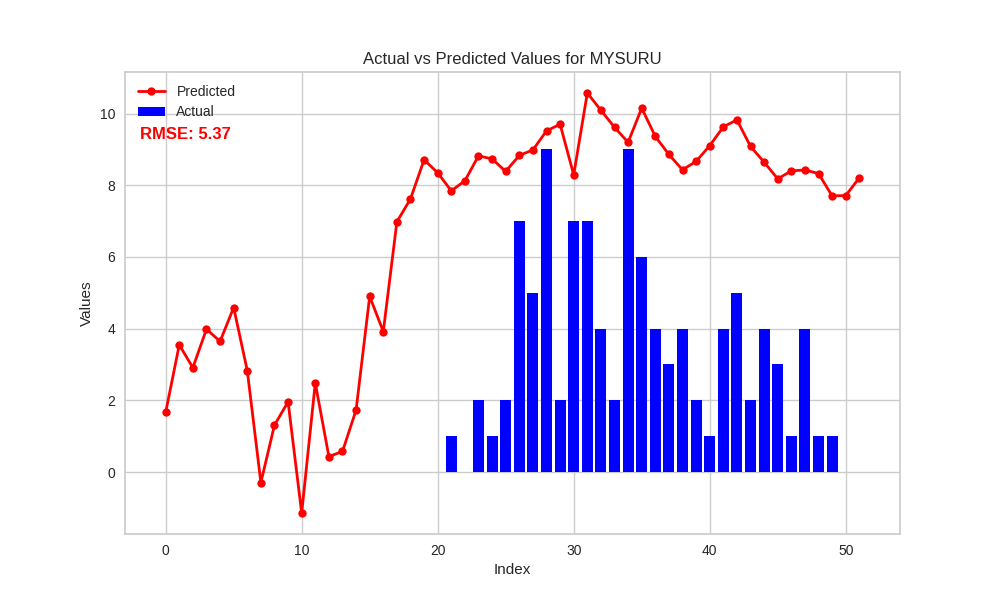 Actual vs Predicted Values for MYSURU
Predicted
Actual
RMSE: 5.37
Values
10
8
6
4
2
0
0 10 20 30 40 50
Index